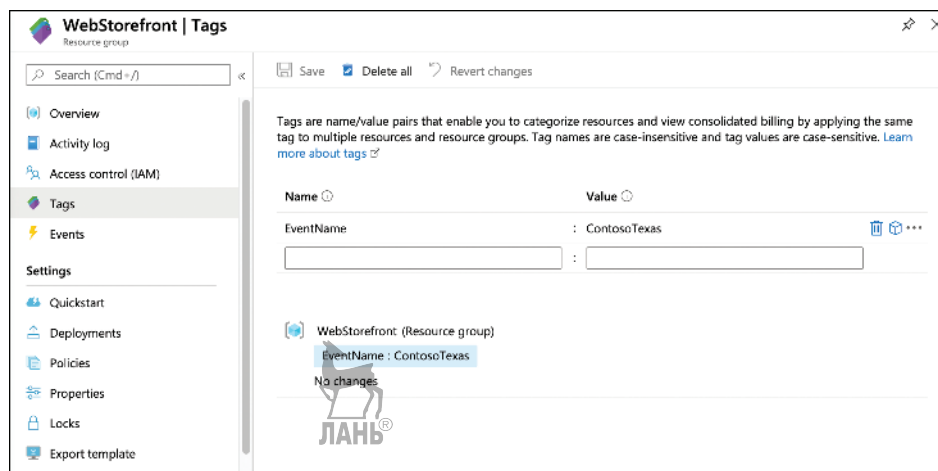 WebStorefront | Tags
Resource group
Search (Cmd+/)
«
Overview
Activity log
Access control (IAM)
Tags
Events
Settings
Quickstart
Deployments
Policies
Properties
Locks
Export template
Save Delete all Revert changes
Tags are name/value pairs that enable you to categorize resources and view consolidated billing by applying the same
tag to multiple resources and resource groups. Tag names are case-insensitive and tag values are case-sensitive. Learn
more about tags
Name Value
EventName : ContosoTexas
:
WebStorefront (Resource group)
EventName : ContosoTexas
No changes
ЛАНЬ®